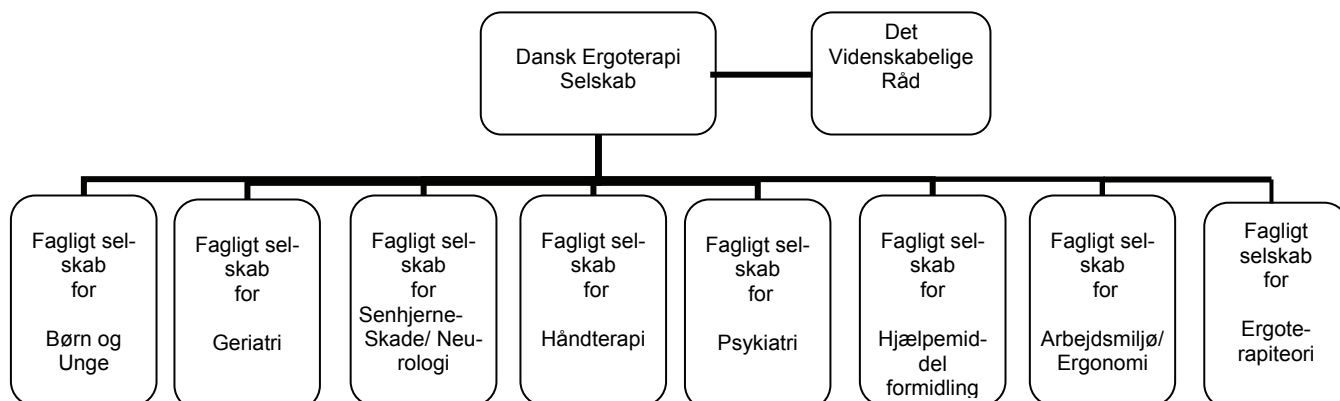 Dansk Ergoterapi
Selskab
Det
Videnskabelige
Råd
Fagligt sel-
skab
for
Børn og
Unge
Fagligt sel-
skab
for
Geriatri
Fagligt sel-
skab
for
Senhjerne-
Skade/ Neu-
rologi
Fagligt sel-
skab
for
Håndterapi
Fagligt sel-
skab
for
Psykiatri
Fagligt sel-
skab
for
Hjælpemid-
del
formidling
Fagligt sel-
skab
for
Arbejdsmiljø/
Ergonomi
Fagligt
selskab
for
Ergote-
rapiteori